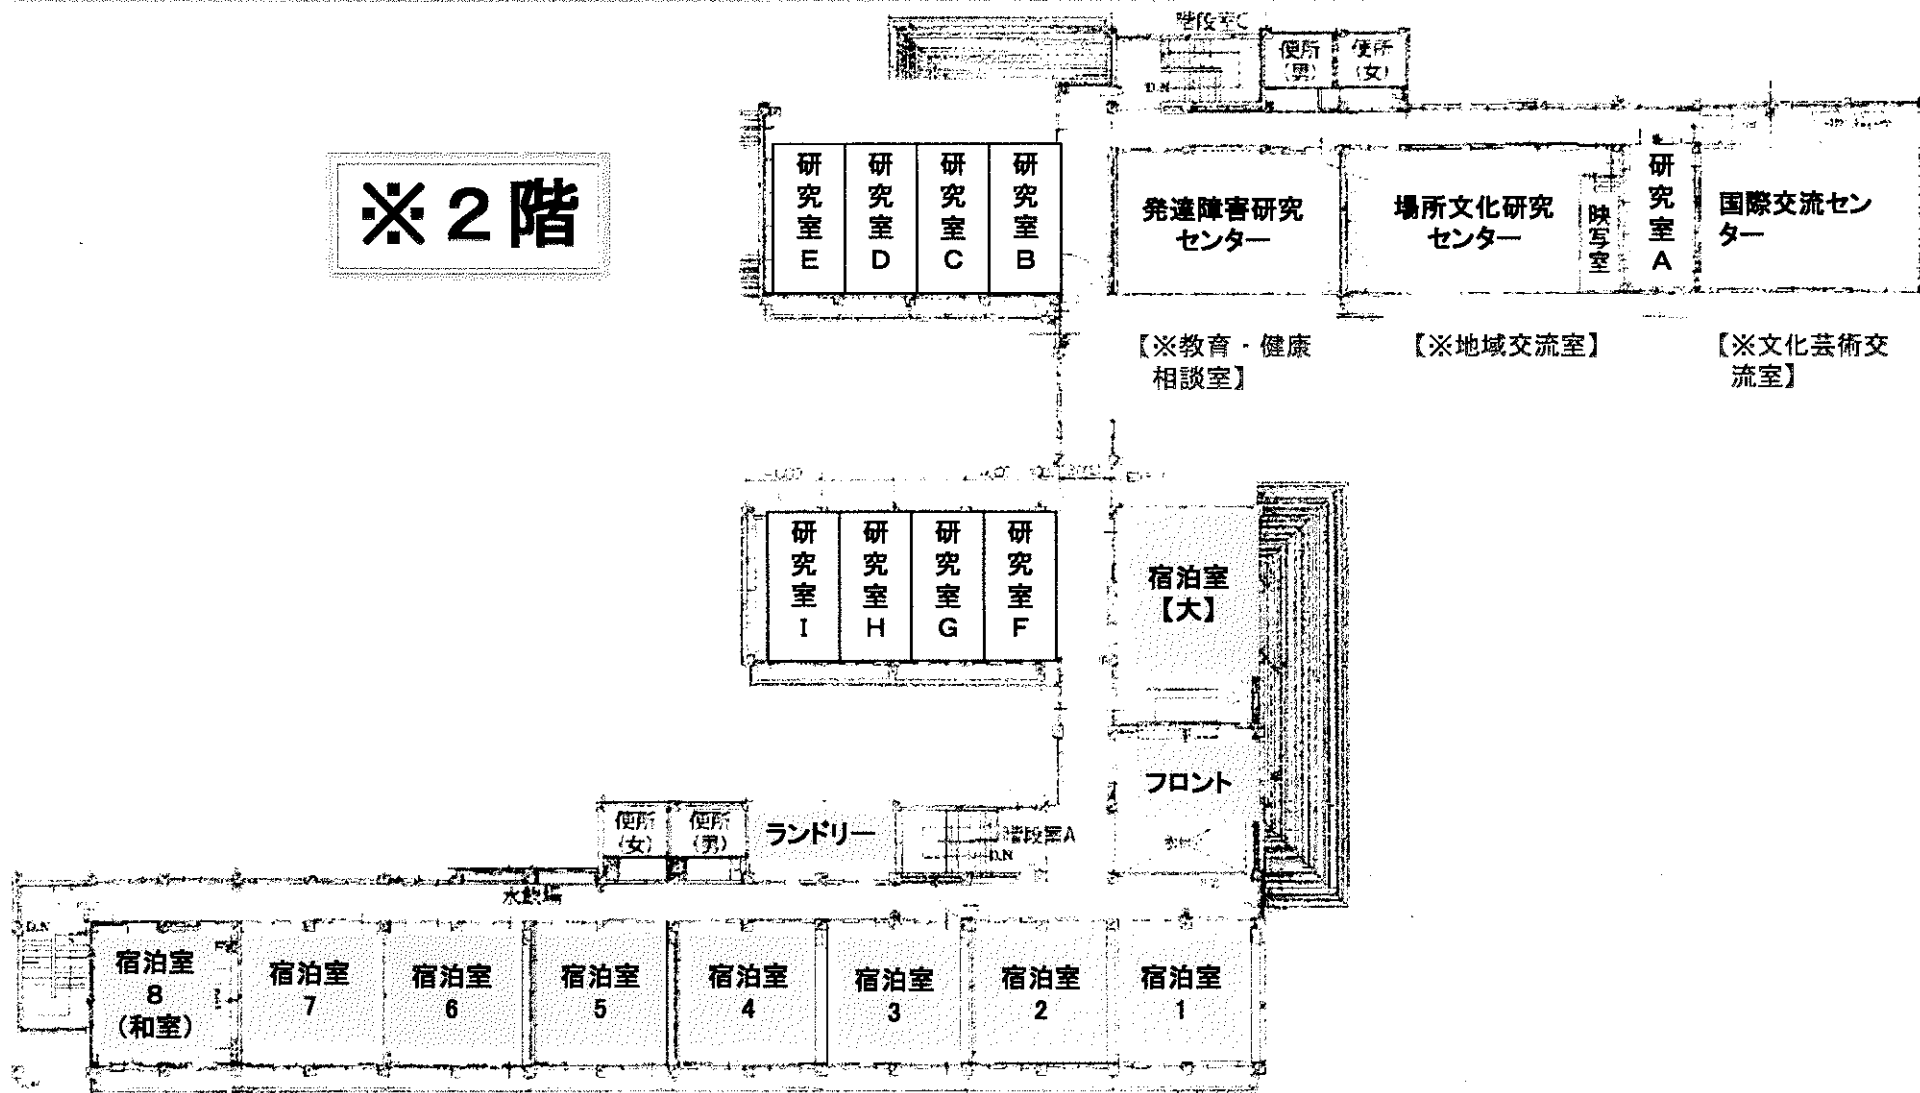 階段室C
便所
(男)
便所
(女)
D.N
※2階
研究室E
研究室D
研究室C
研究室B
発達障害研究
センター
場所文化研究
センター
映写室
研究室A
国際交流セン
ター
【※教育・健康
相談室】
【※地域交流室】
【※文化芸術交
流室】
研究室I
研究室H
研究室G
研究室F
宿泊室
【大】
フロント
便所
(女)
便所
(男)
ランドリー
階段室A
D.N
水飲場
D.N
宿泊室
8
(和室)
宿泊室
7
宿泊室
6
宿泊室
5
宿泊室
4
宿泊室
3
宿泊室
2
宿泊室
1